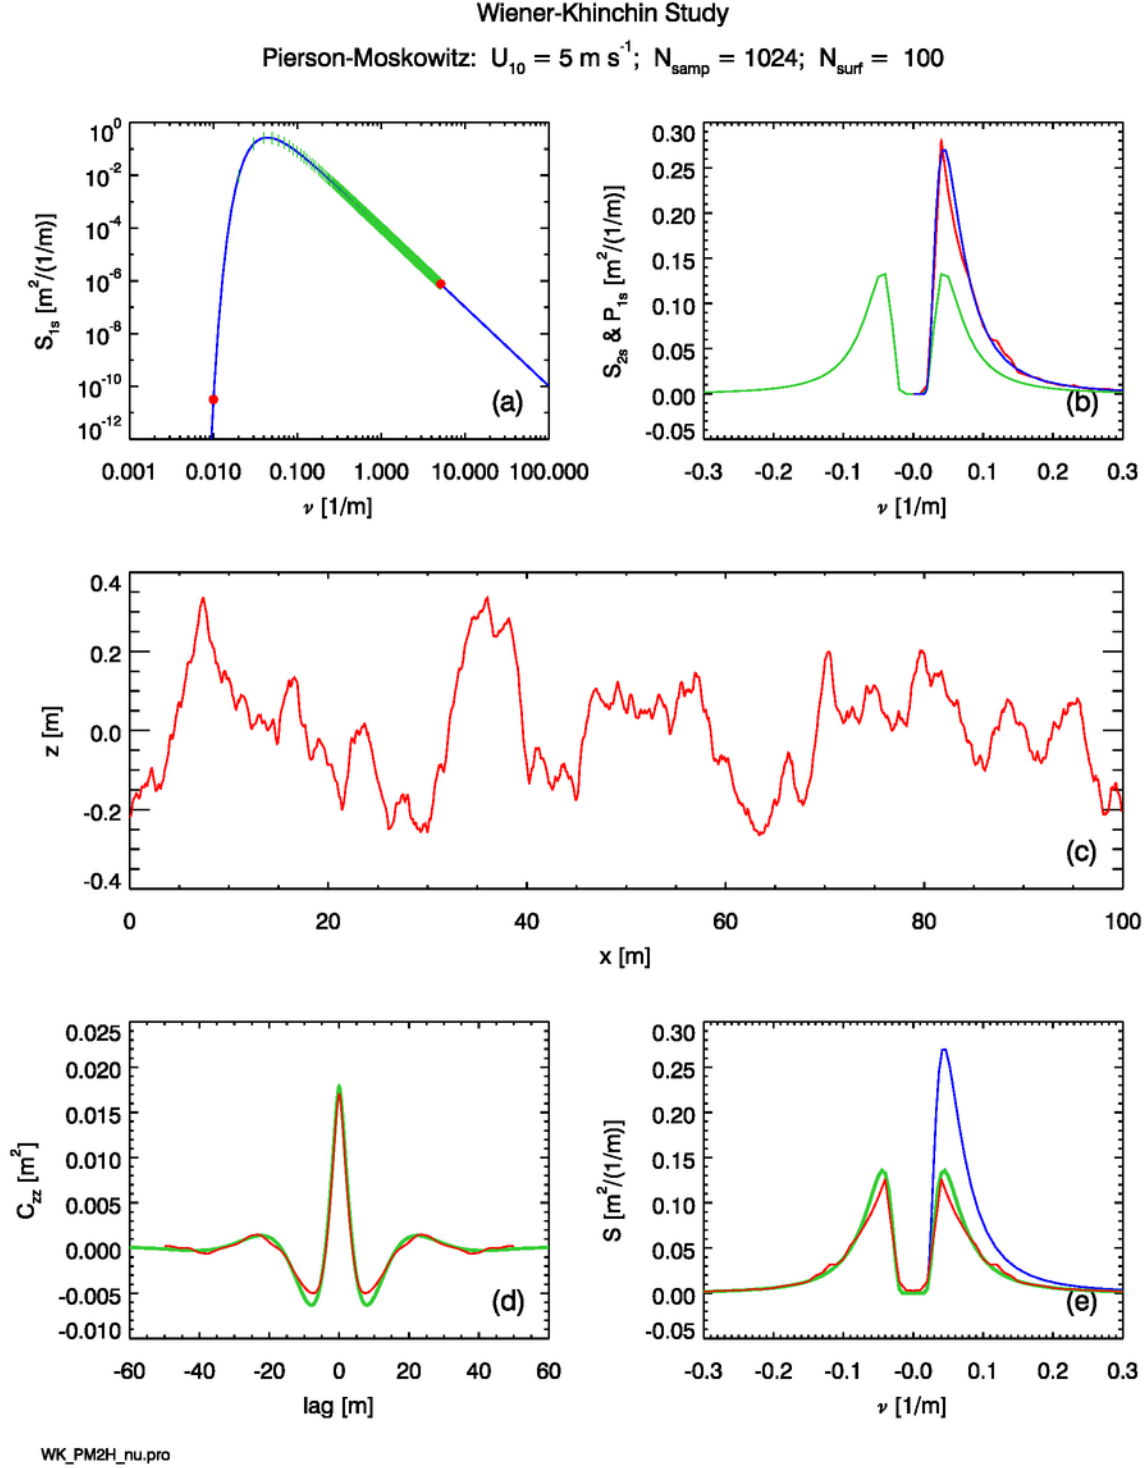 Wiener-Khinchin Study
Pierson-Moskowitz: U₁₀ = 5 m s⁻¹; N_samp = 1024; N_surf = 100
S₁ₛ [m²/(1/m)]
10⁰
10⁻²
10⁻⁴
10⁻⁶
10⁻⁸
10⁻¹⁰
10⁻¹²
(a)
0.001 0.010 0.100 1.000 10.000 100.000
ν [1/m]
S₂ₛ & P₁ₛ [m²/(1/m)]
0.30
0.25
0.20
0.15
0.10
0.05
0.00
-0.05
(b)
-0.3 -0.2 -0.1 -0.0 0.1 0.2 0.3
ν [1/m]
z [m]
0.4
0.2
0.0
-0.2
-0.4
(c)
0 20 40 60 80 100
x [m]
C_zz [m²]
0.025
0.020
0.015
0.010
0.005
0.000
-0.005
-0.010
(d)
-60 -40 -20 0 20 40 60
lag [m]
S [m²/(1/m)]
0.30
0.25
0.20
0.15
0.10
0.05
0.00
-0.05
(e)
-0.3 -0.2 -0.1 -0.0 0.1 0.2 0.3
ν [1/m]
WK_PM2H_nu.pro